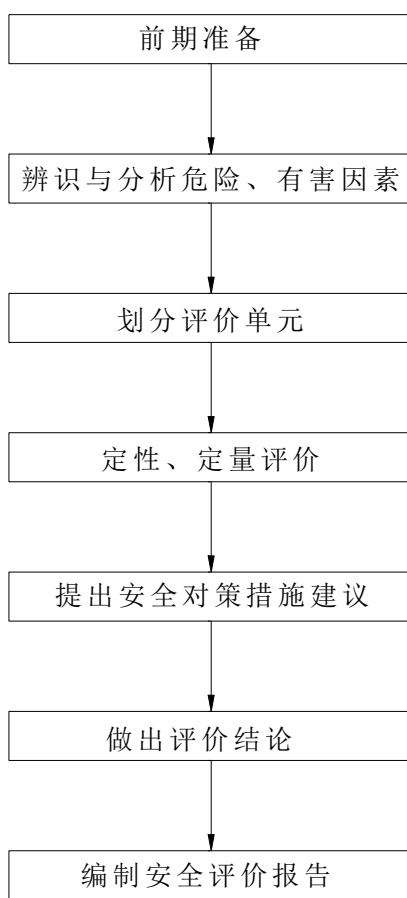 前期准备
辨识与分析危险、有害因素
划分评价单元
定性、定量评价
提出安全对策措施建议
做出评价结论
编制安全评价报告